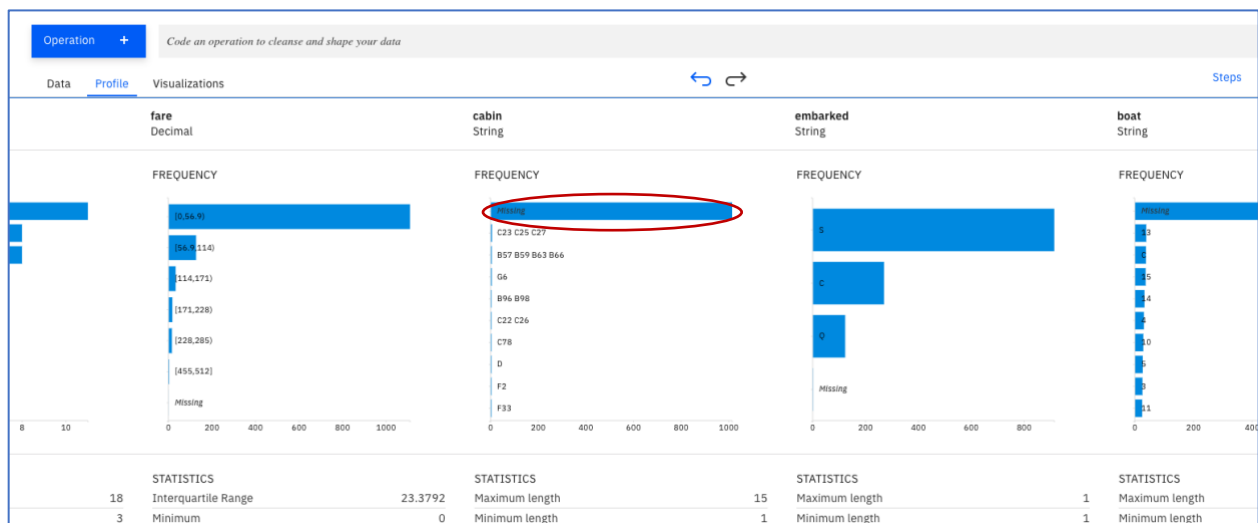 Operation +
Code an operation to cleanse and shape your data
Data Profile Visualizations
Steps
fare
Decimal
cabin
String
embarked
String
boat
String
FREQUENCY
[0,56.9)
[56.9,114)
[114,171)
[171,228)
[228,285)
[455,512]
Missing
0 200 400 600 800 1000
FREQUENCY
Missing
C23 C25 C27
B57 B59 B63 B66
G6
B96 B98
C22 C26
C78
D
F2
F33
0 200 400 600 800 1000
FREQUENCY
S
C
Q
Missing
0 200 400 600 800
FREQUENCY
Missing
13
C
15
14
4
10
5
3
11
0 200 400
8 10
18
3
STATISTICS
Interquartile Range 23.3792
Minimum 0
STATISTICS
Maximum length 15
Minimum length 1
STATISTICS
Maximum length 1
Minimum length 1
STATISTICS
Maximum length
Minimum length